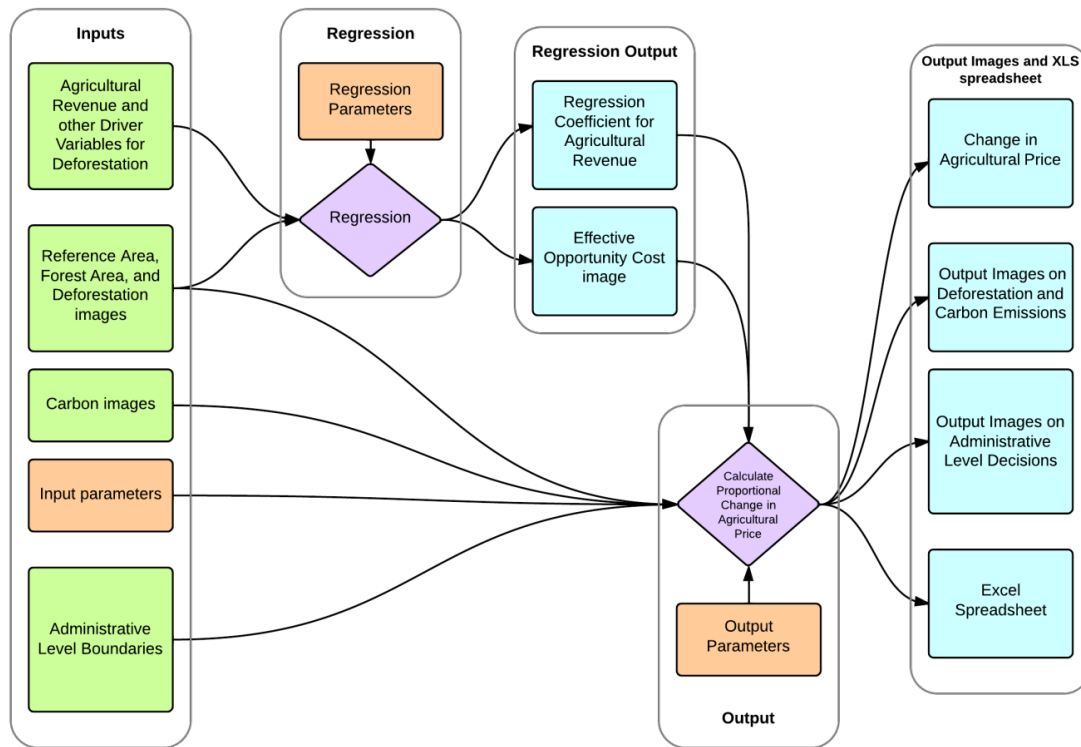 Inputs
Agricultural
Revenue and
other Driver
Variables for
Deforestation
Reference Area,
Forest Area, and
Deforestation
images
Carbon images
Input parameters
Administrative
Level Boundaries
Regression
Regression
Parameters
Regression
Regression Output
Regression
Coefficient for
Agricultural
Revenue
Effective
Opportunity Cost
image
Calculate
Proportional
Change in
Agricultural
Price
Output
Parameters
Output
Output Images and XLS
spreadsheet
Change in
Agricultural Price
Output Images on
Deforestation and
Carbon Emissions
Output Images on
Administrative
Level Decisions
Excel
Spreadsheet